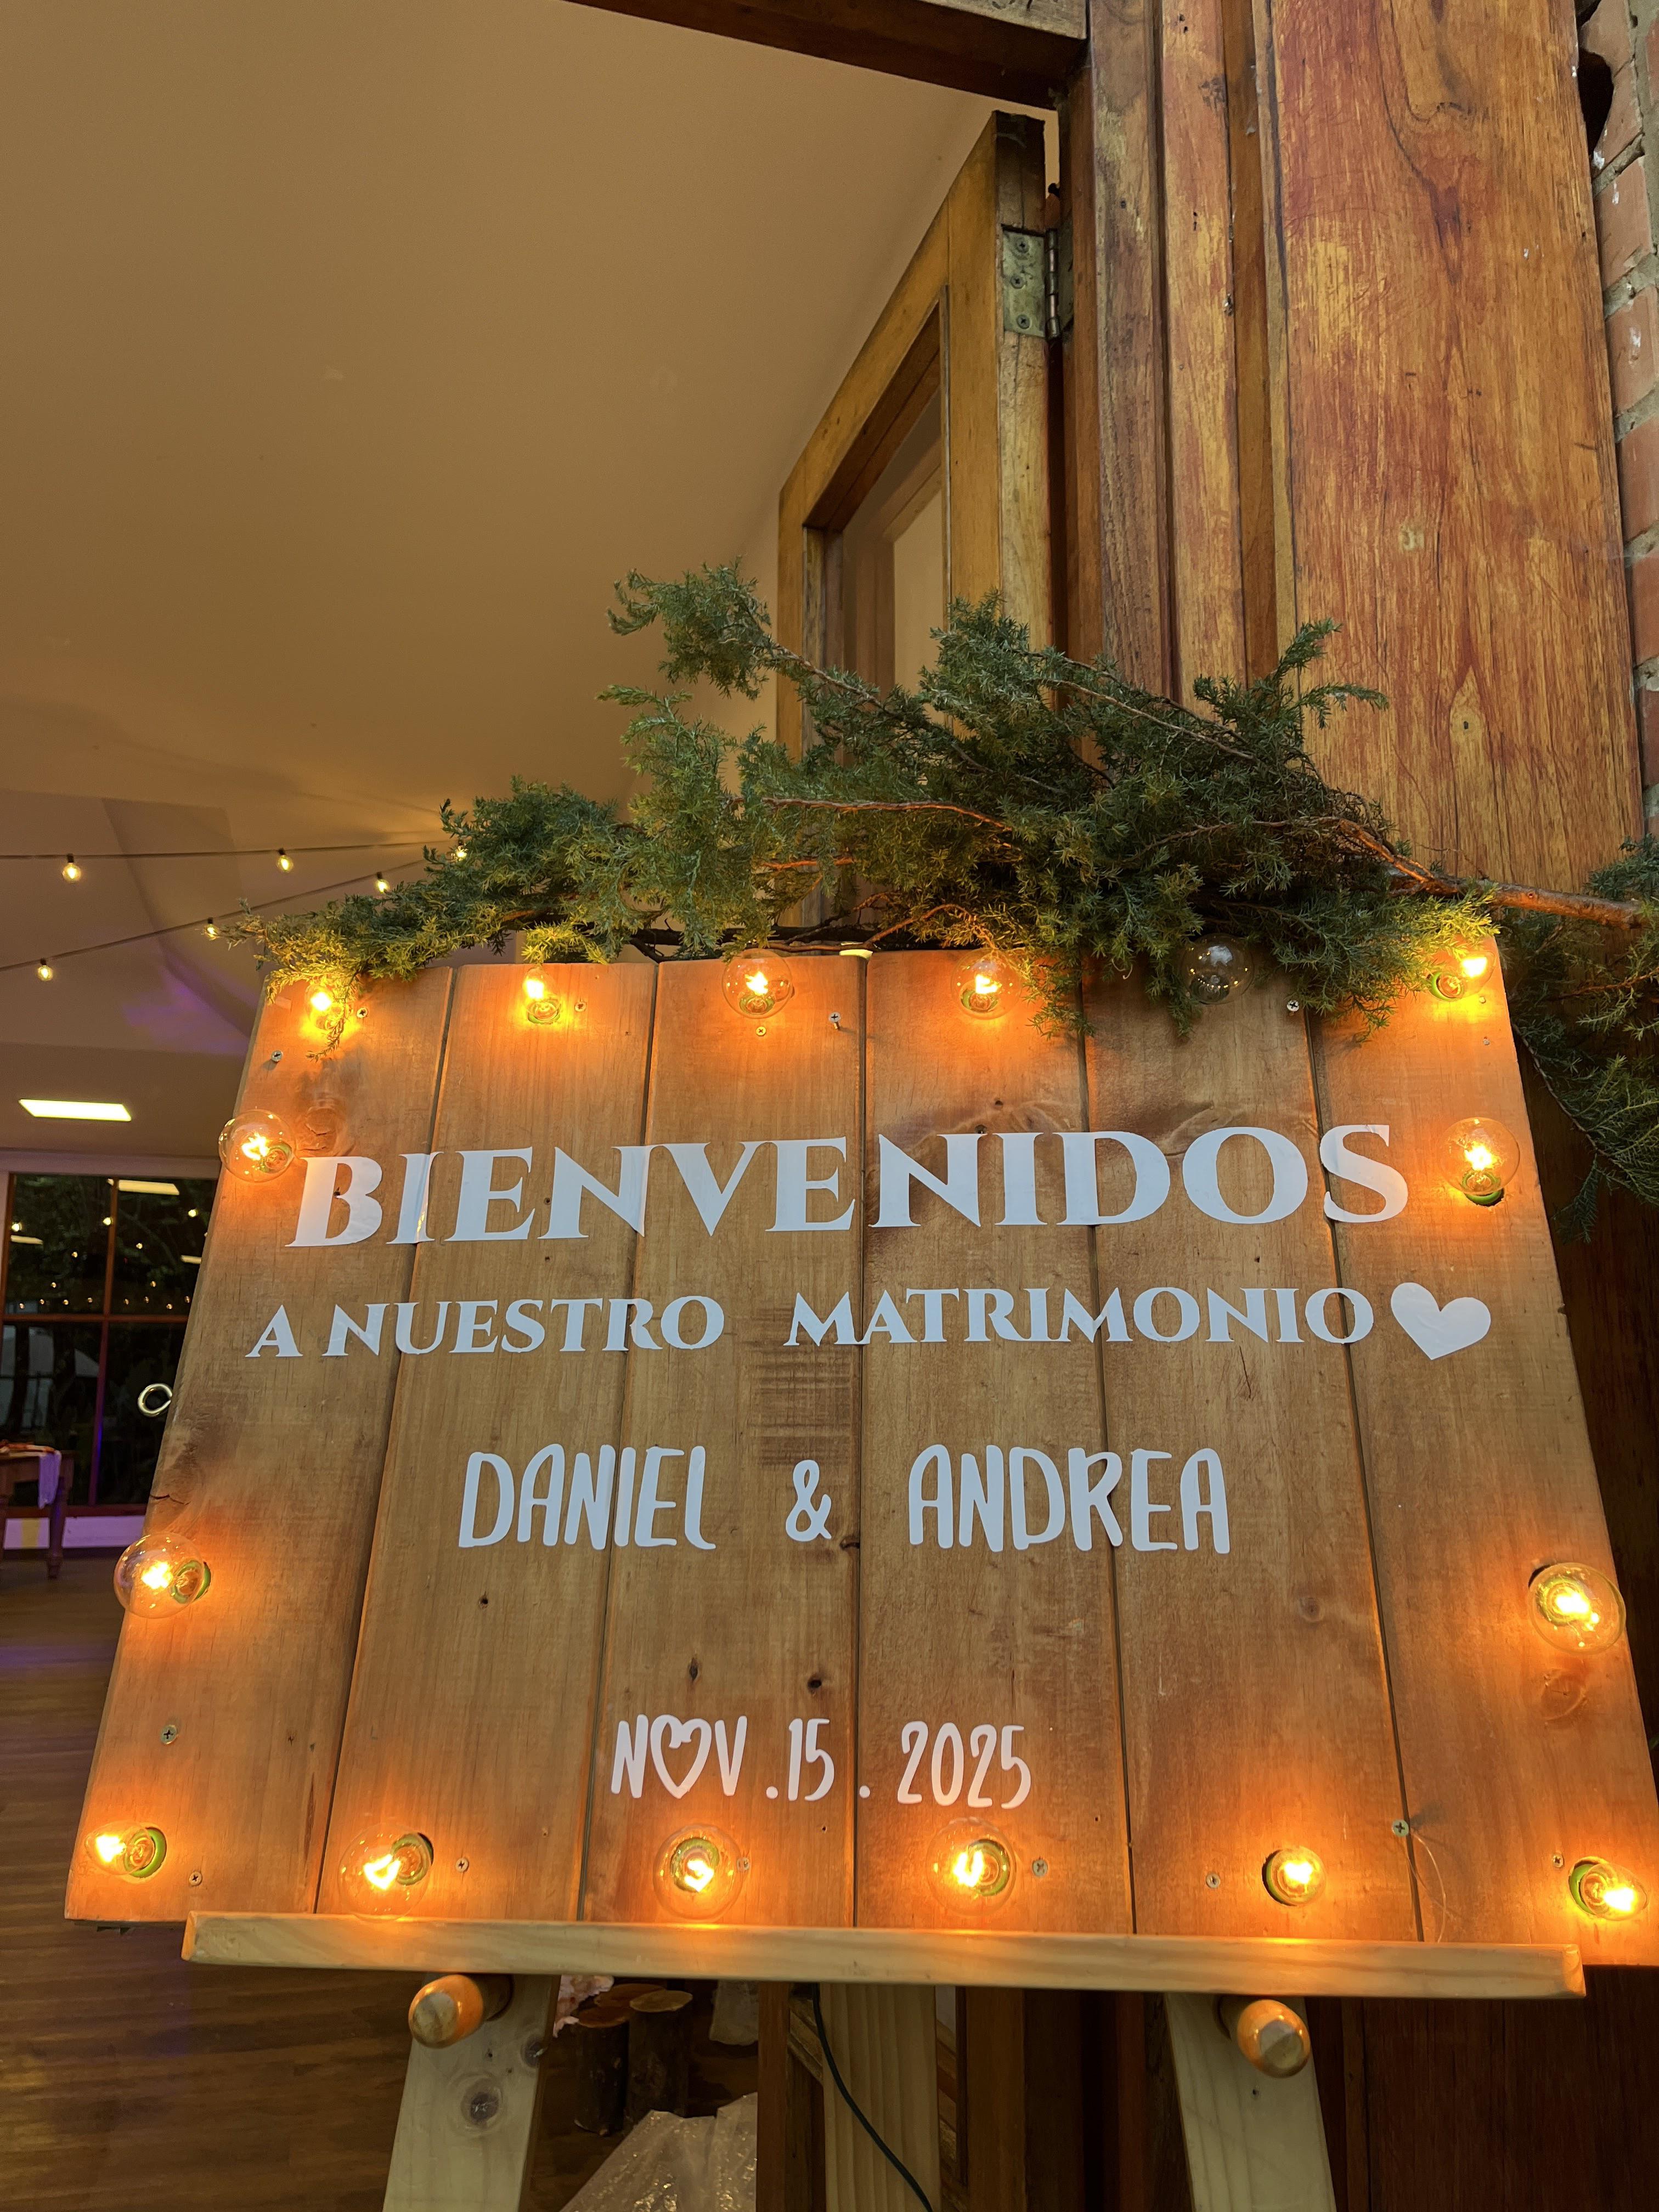 BIENVENIDOS
A NUESTRO MATRIMONIO
DANIEL & ANDREA
NOV.15.2025